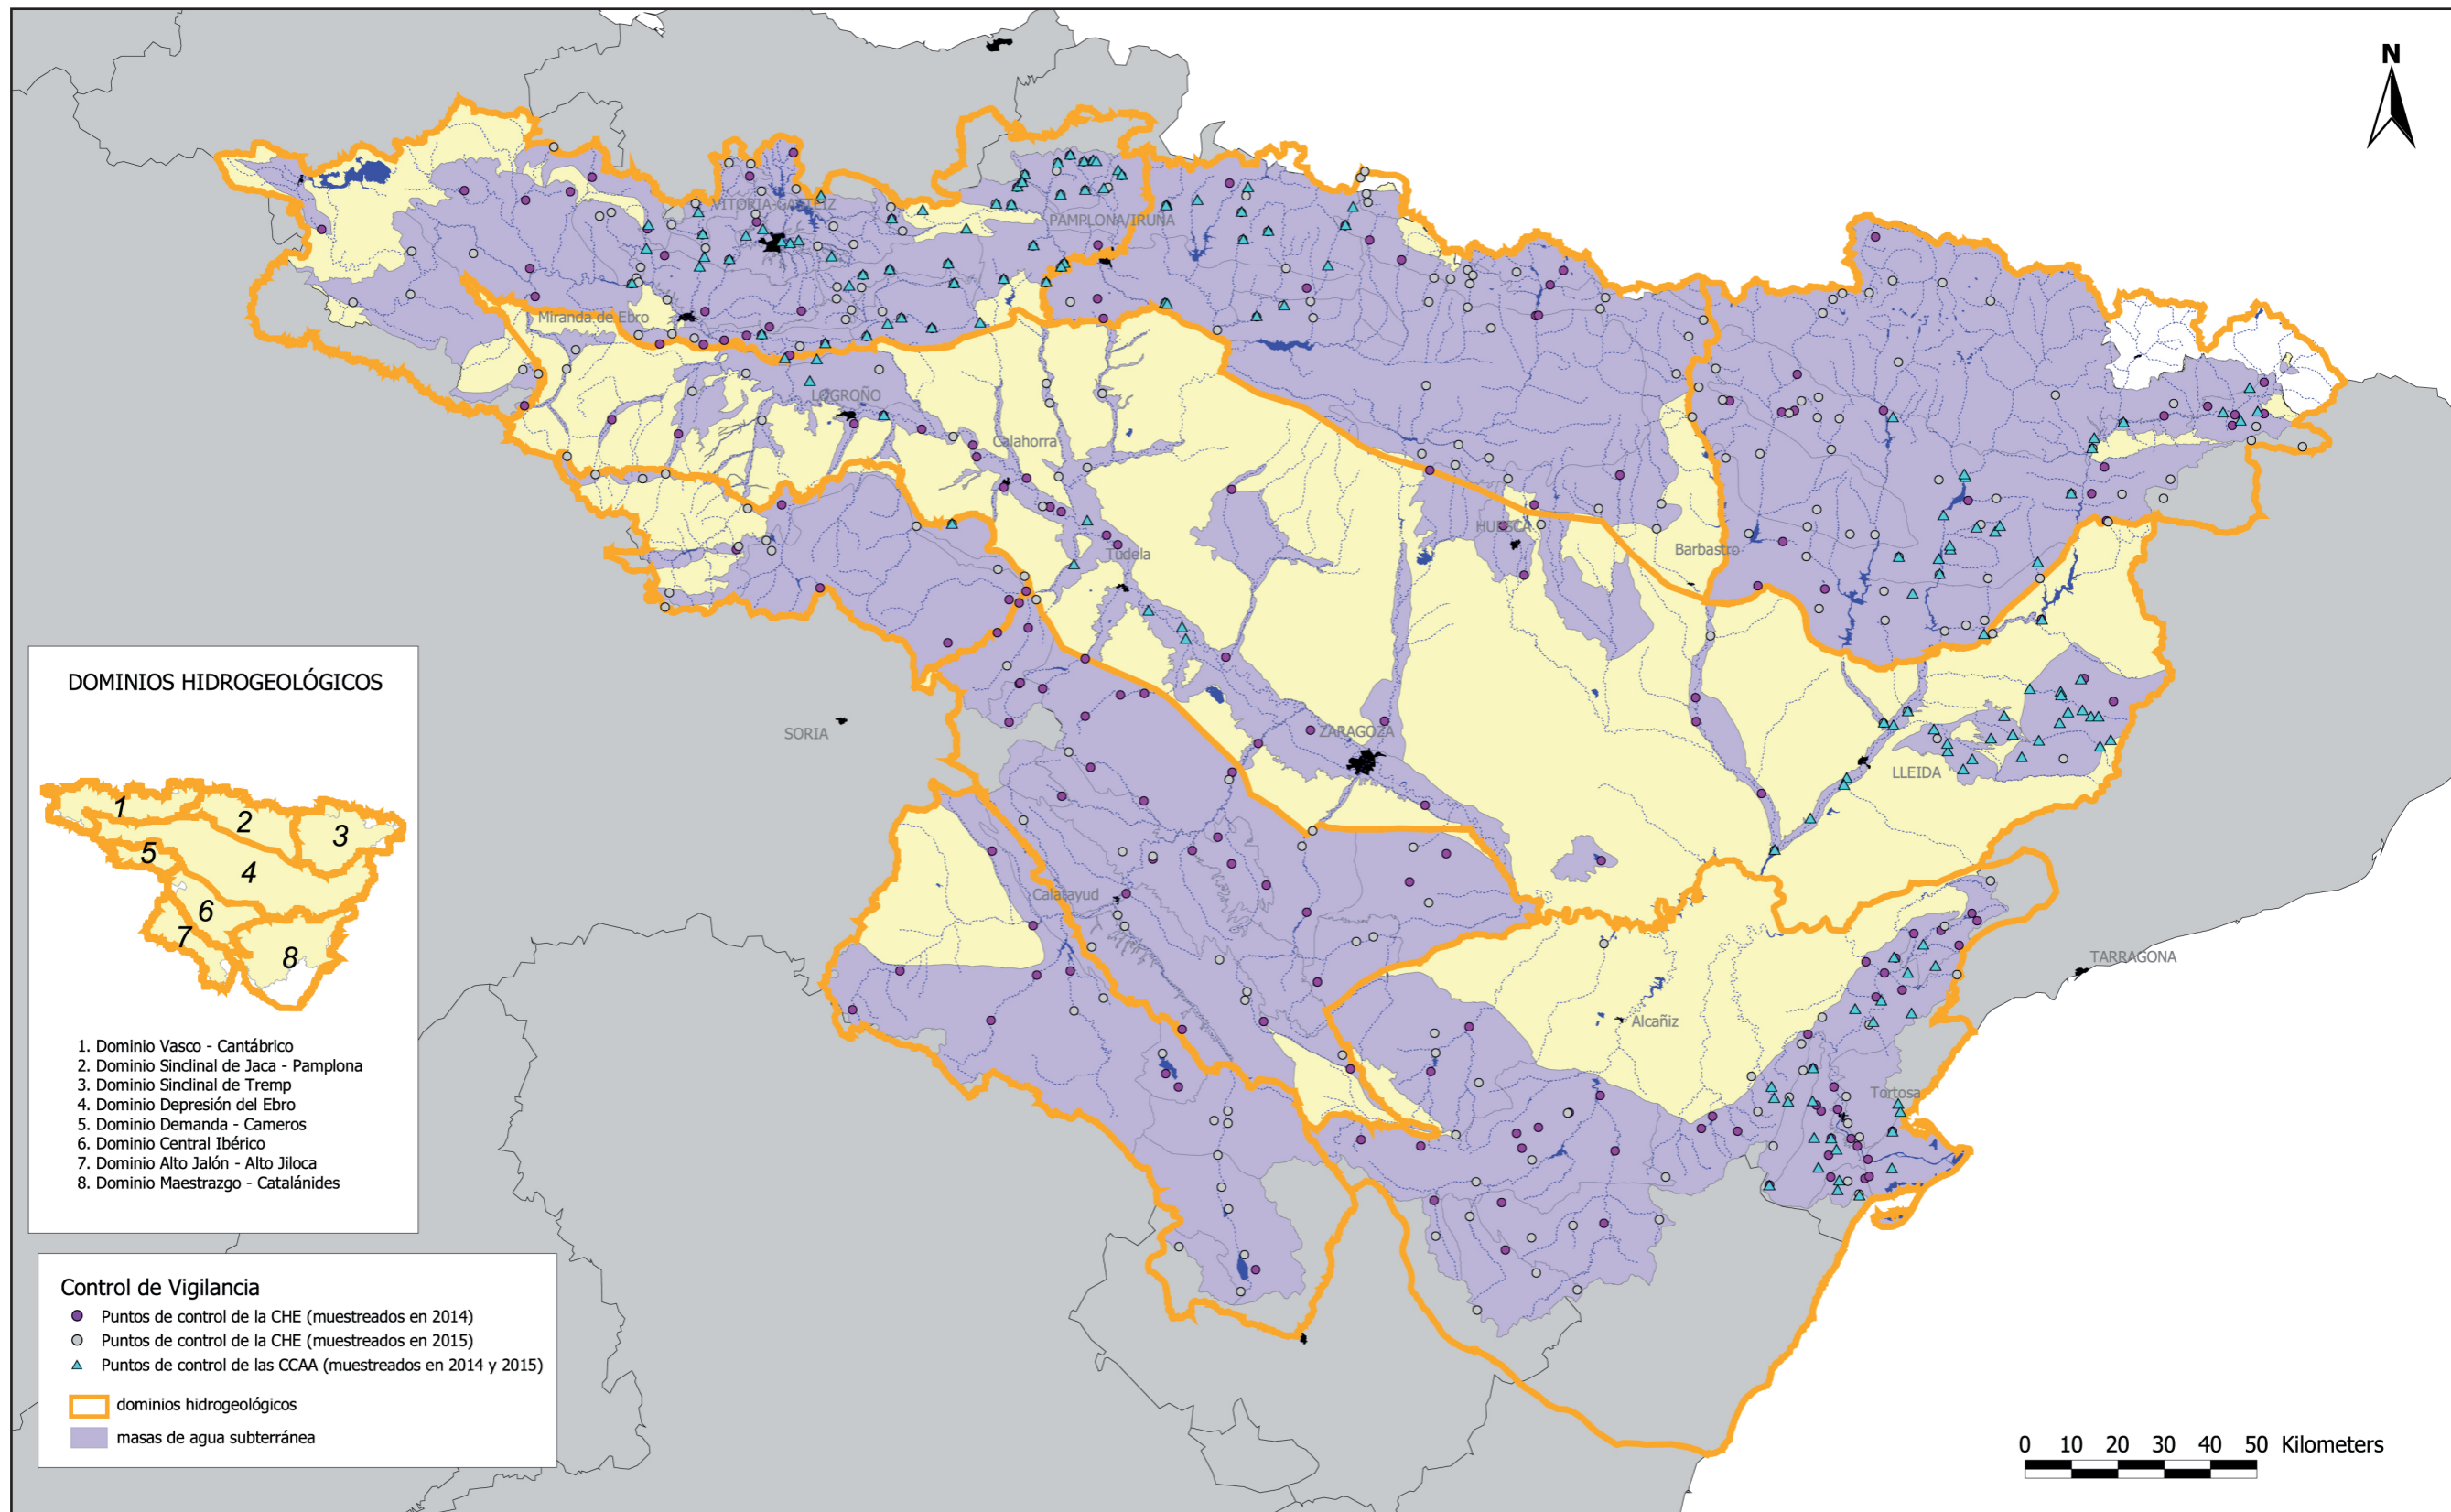 N
VITORIA-GASTEIZ
PAMPLONA/IRUÑA
Miranda de Ebro
LOGROÑO
Calahorra
HUESCA
Barbastro
Tudela
SORIA
ZARAGOZA
LLEIDA
Calatayud
TARRAGONA
Alcañiz
Tortosa
DOMINIOS HIDROGEOLÓGICOS
1
2
3
5
4
6
7
8
1. Dominio Vasco - Cantábrico
2. Dominio Sinclinal de Jaca - Pamplona
3. Dominio Sinclinal de Tremp
4. Dominio Depresión del Ebro
5. Dominio Demanda - Cameros
6. Dominio Central Ibérico
7. Dominio Alto Jalón - Alto Jiloca
8. Dominio Maestrazgo - Catalánides
Control de Vigilancia
Puntos de control de la CHE (muestreados en 2014)
Puntos de control de la CHE (muestreados en 2015)
Puntos de control de las CCAA (muestreados en 2014 y 2015)
dominios hidrogeológicos
masas de agua subterránea
0 10 20 30 40 50 Kilometers